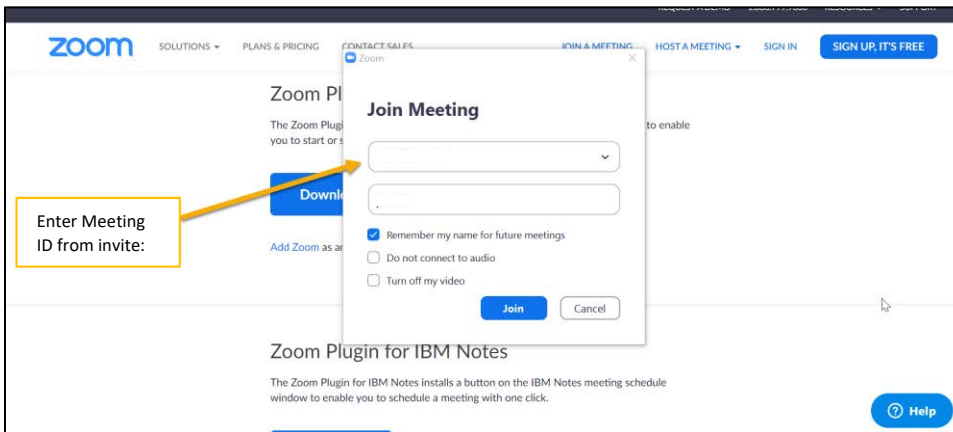 zoom SOLUTIONS PLANS & PRICING CONTACT SALES JOIN A MEETING HOST A MEETING SIGN IN SIGN UP, IT'S FREE
Zoom
Zoom Pl
Join Meeting
The Zoom Plugi to enable
you to start or s
Downlo
Enter Meeting
ID from invite:
Remember my name for future meetings
Add Zoom as an
Do not connect to audio
Turn off my video
Join Cancel
Zoom Plugin for IBM Notes
The Zoom Plugin for IBM Notes installs a button on the IBM Notes meeting schedule
window to enable you to schedule a meeting with one click.
Help